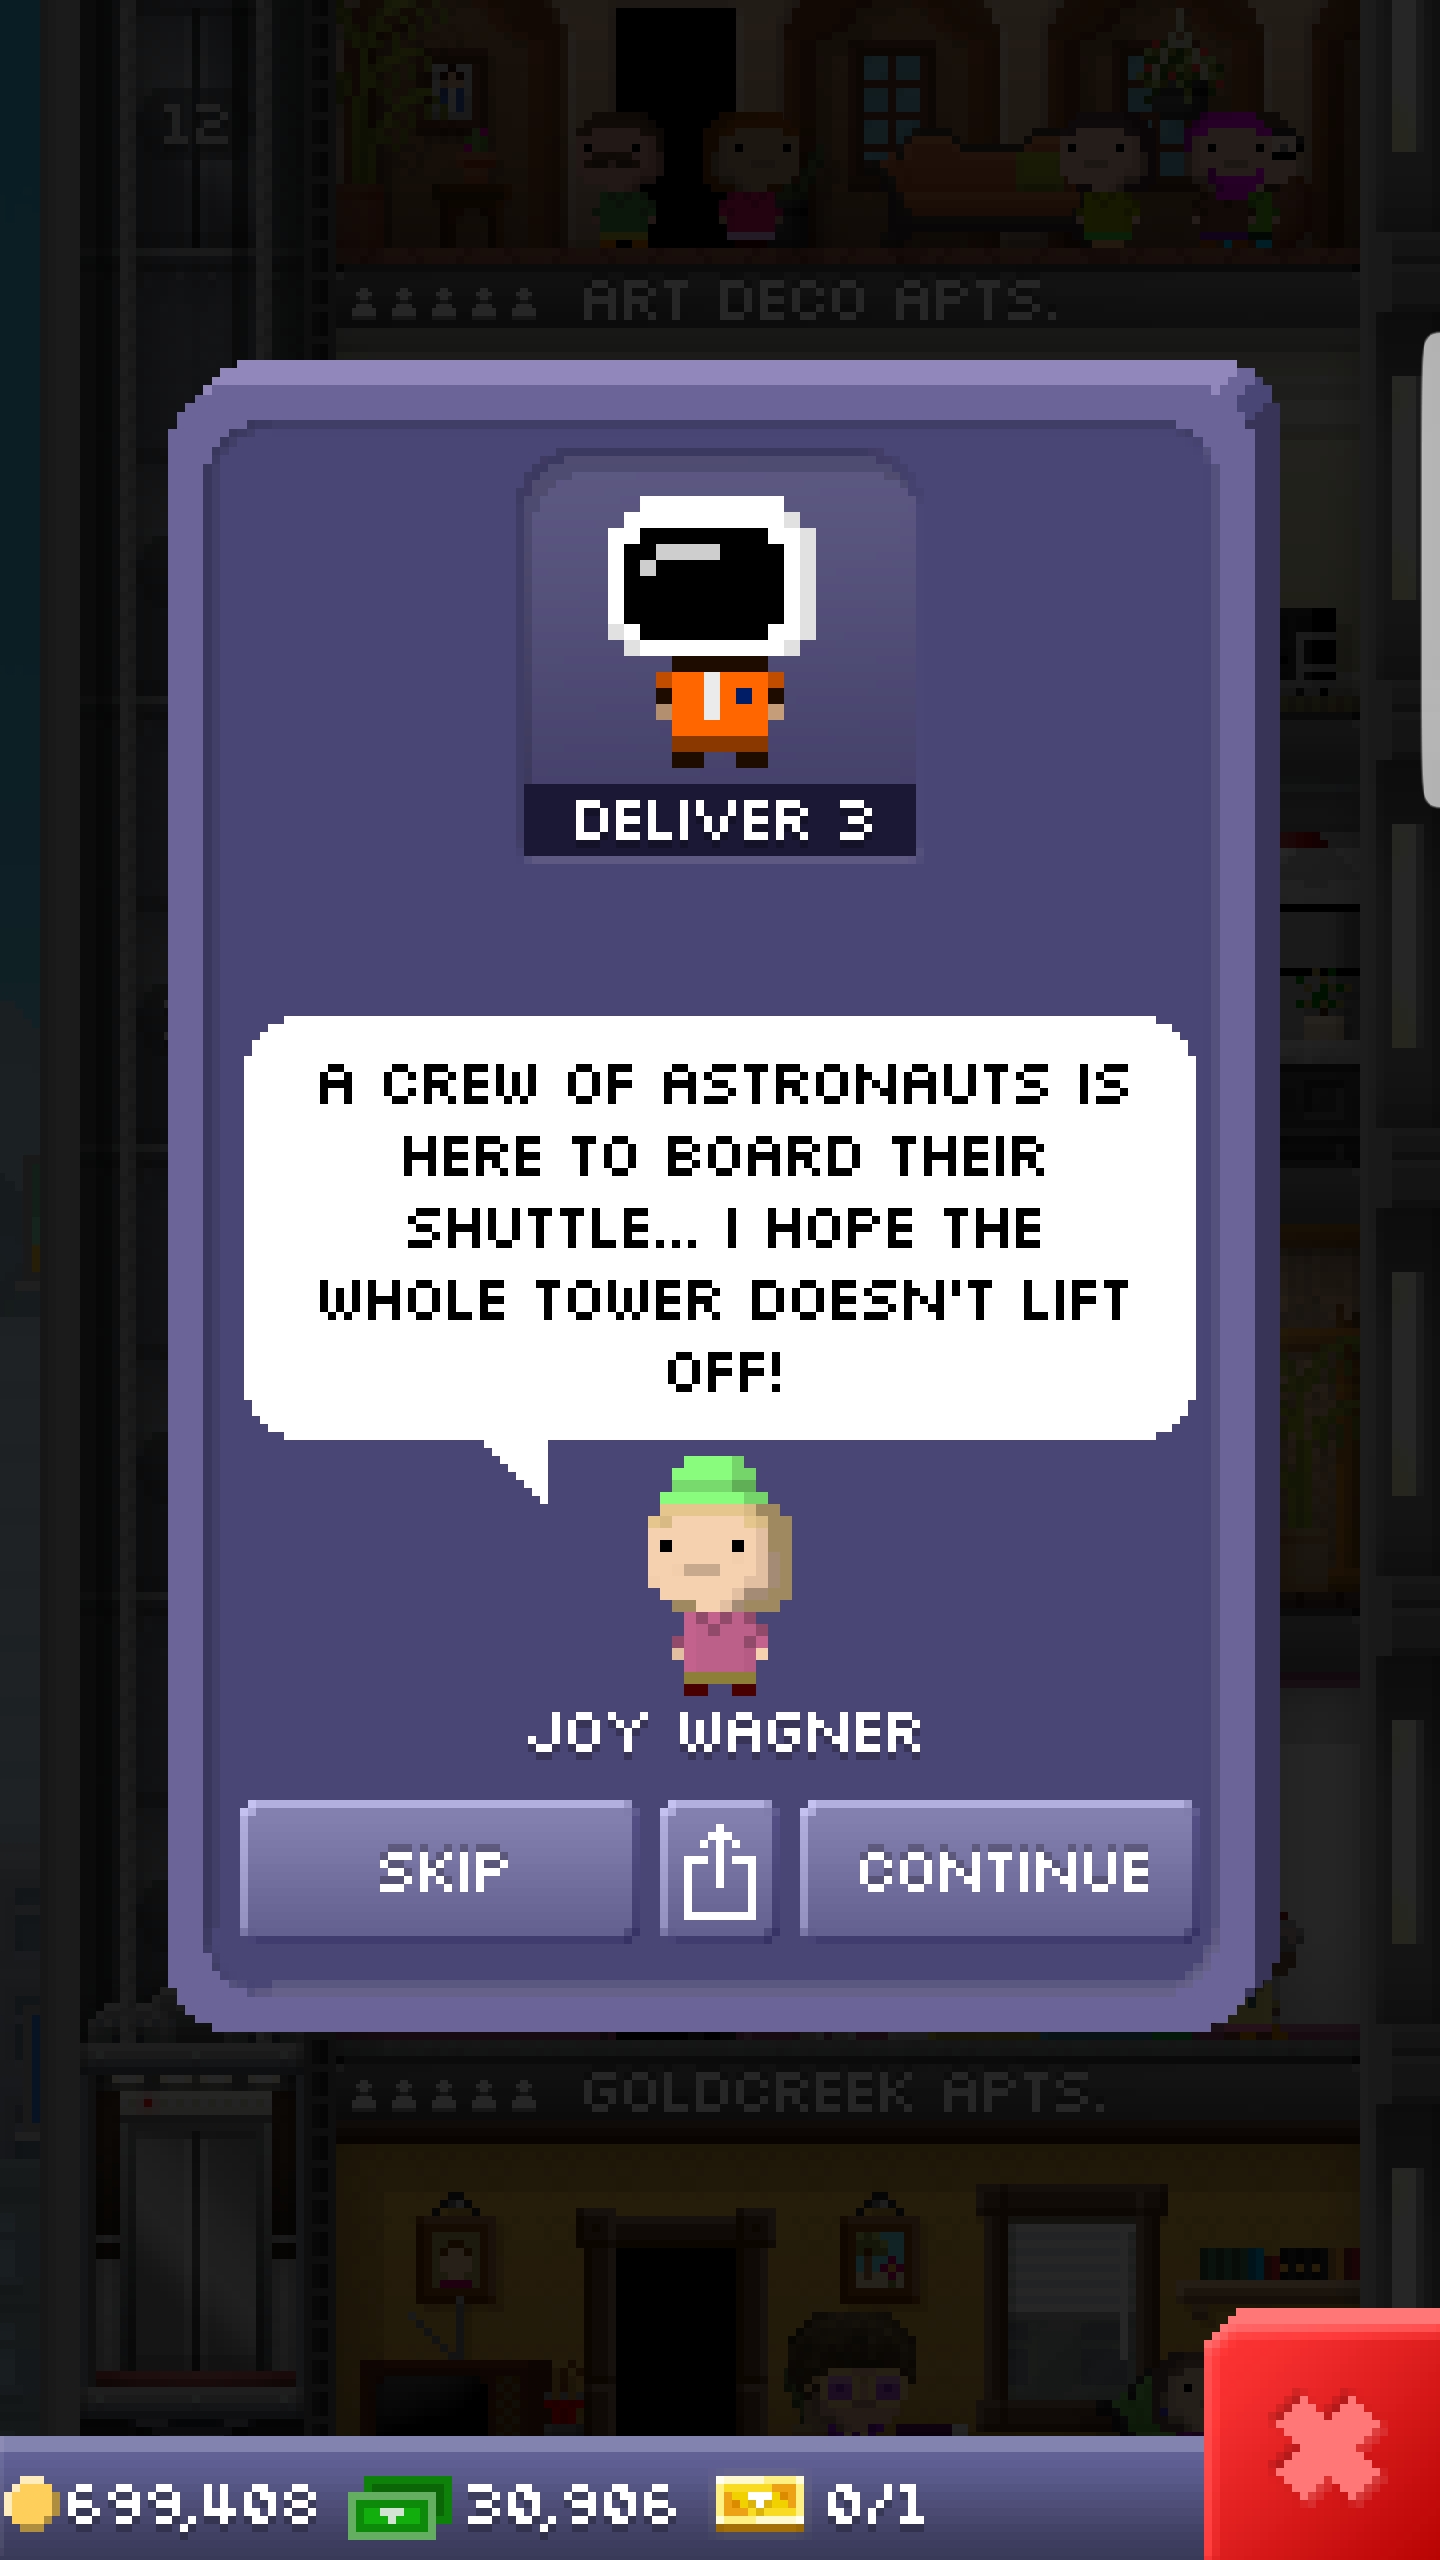 12
ART DECO APTS.
DELIVER 3
A CREW OF ASTRONAUTS IS
HERE TO BOARD THEIR
SHUTTLE... I HOPE THE
WHOLE TOWER DOESN'T LIFT
OFF!
JOY WAGNER
SKIP
CONTINUE
GOLDCREEK APTS.
699,408 30,906 0/1